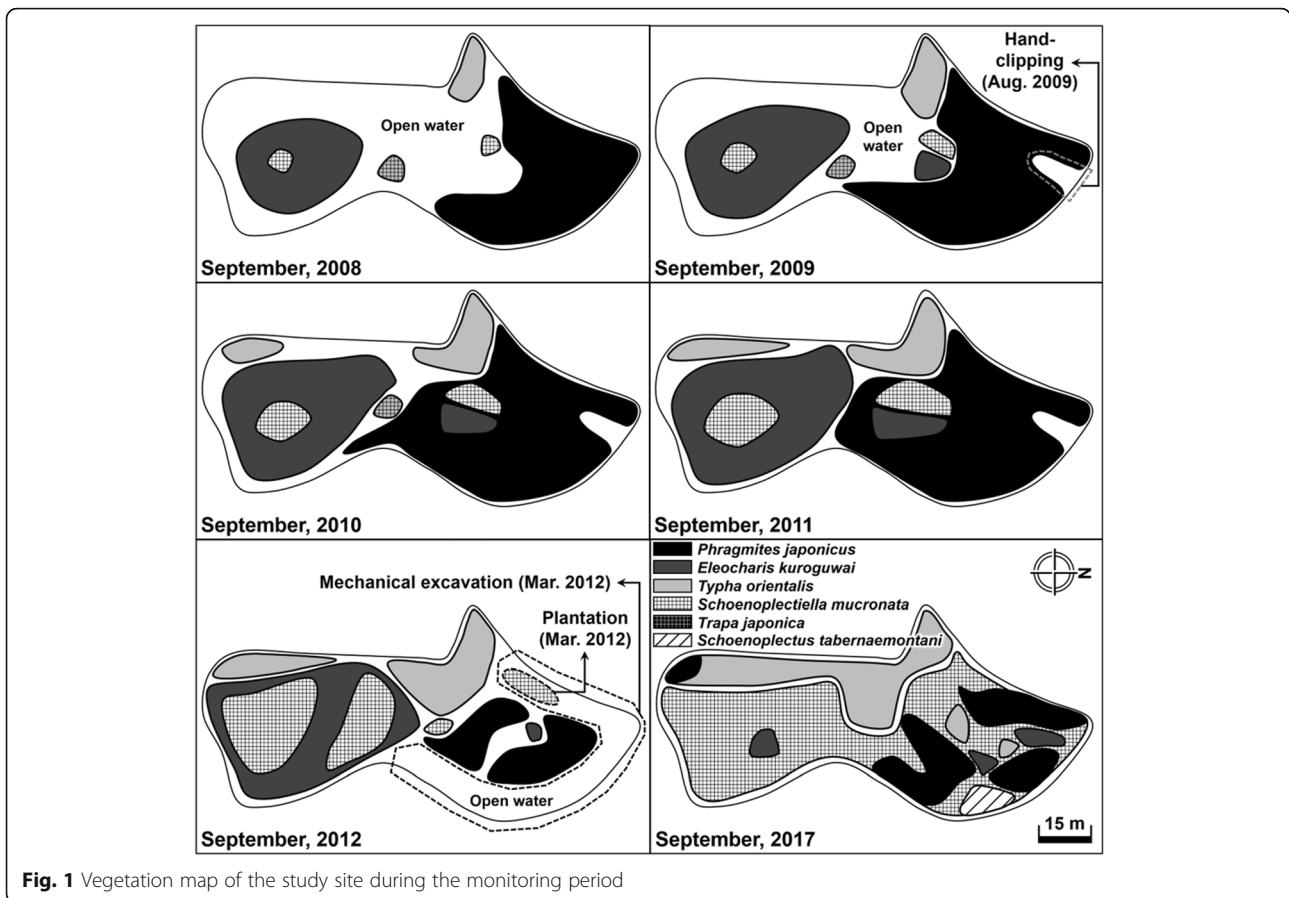 Open water
September, 2008
Hand-
clipping
(Aug. 2009)
Open
water
September, 2009
September, 2010
September, 2011
Mechanical excavation (Mar. 2012)
Plantation
(Mar. 2012)
Open water
September, 2012
Phragmites japonicus
Eleocharis kuroguwai
Typha orientalis
Schoenoplectiella mucronata
Trapa japonica
Schoenoplectus tabernaemontani
N
September, 2017
15 m
Fig. 1 Vegetation map of the study site during the monitoring period